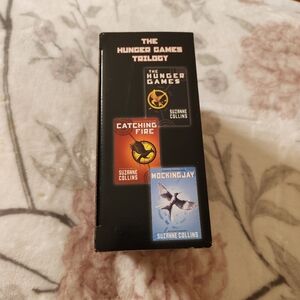 THE
HUNGER GAMES
TRILOGY
THE
HUNGER
GAMES
SUZANNE
COLLINS
CATCHING
FIRE
SUZANNE
COLLINS
MOCKINGJAY
SUZANNE COLLINS